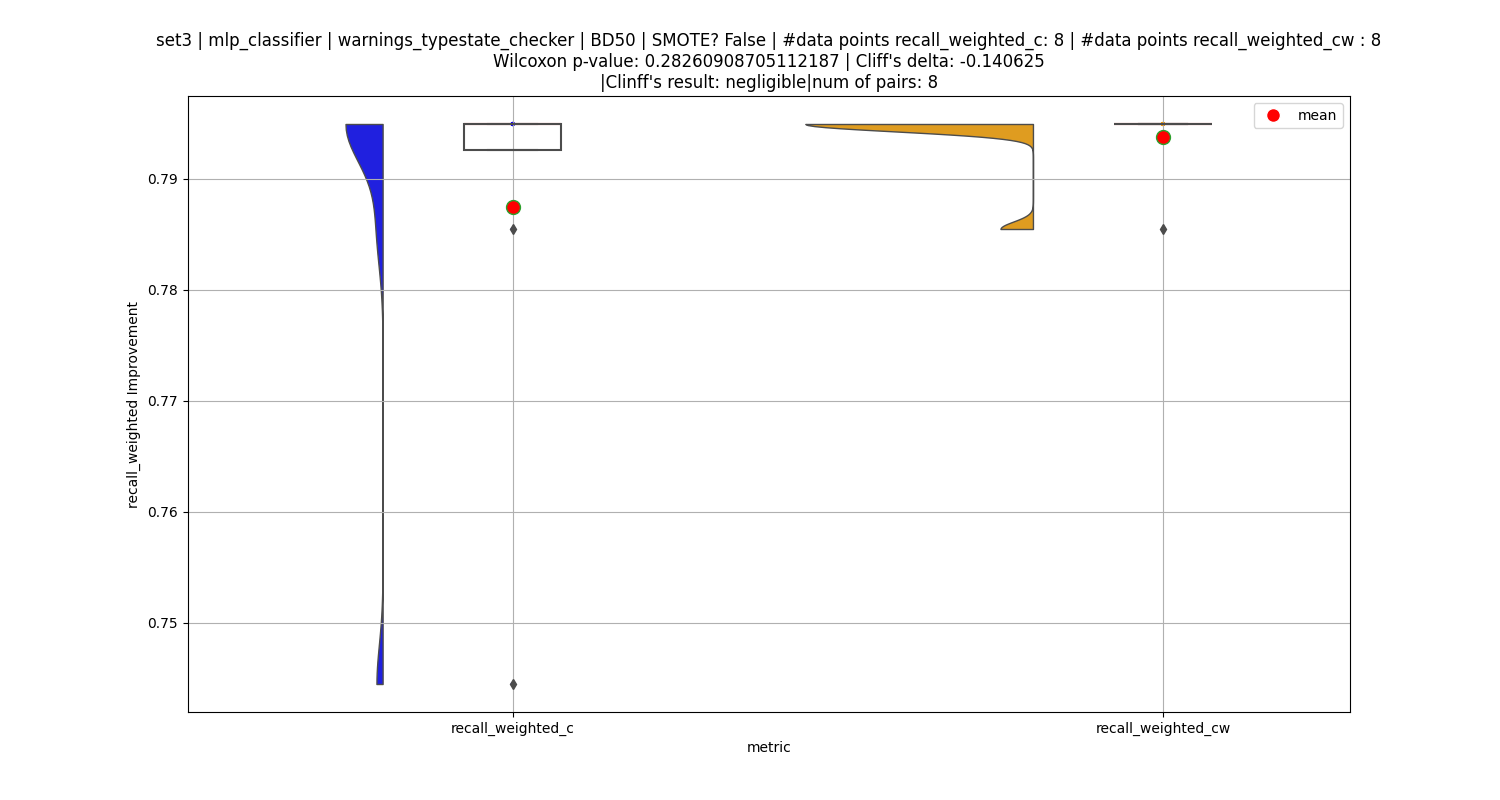 set3 | mlp_classifier | warnings_typestate_checker | BD50 | SMOTE? False | #data points recall_weighted_c: 8 | #data points recall_weighted_cw : 8
Wilcoxon p-value: 0.28260908705112187 | Cliff's delta: -0.140625
|Clinff's result: negligible|num of pairs: 8
mean
0.79
0.78
0.77
0.76
0.75
recall_weighted Improvement
recall_weighted_c
recall_weighted_cw
metric